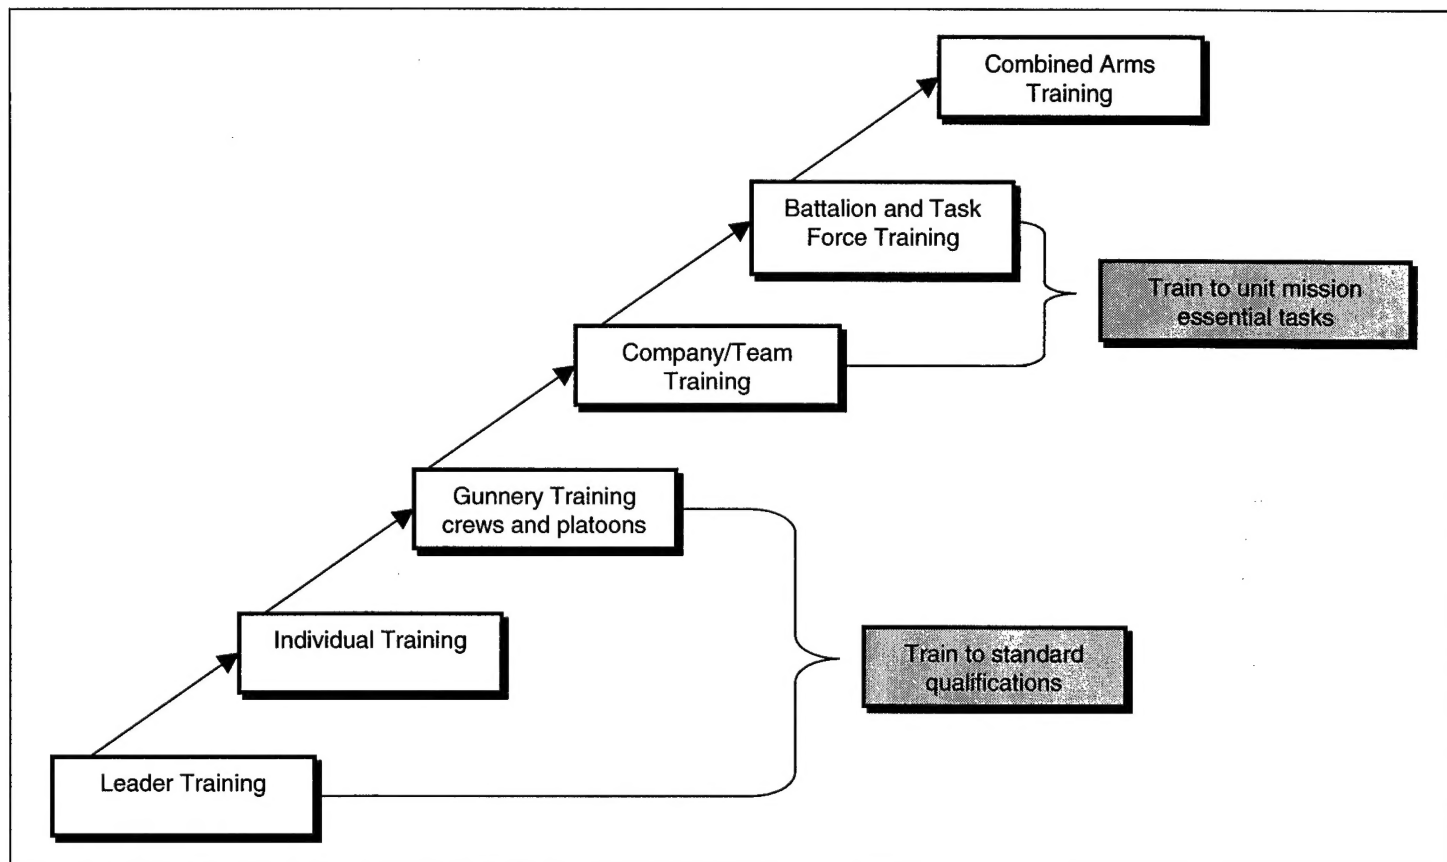 Combined Arms
Training
Battalion and Task
Force Training
Train to unit mission
essential tasks
Company/Team
Training
Gunnery Training
crews and platoons
Individual Training
Train to standard
qualifications
Leader Training